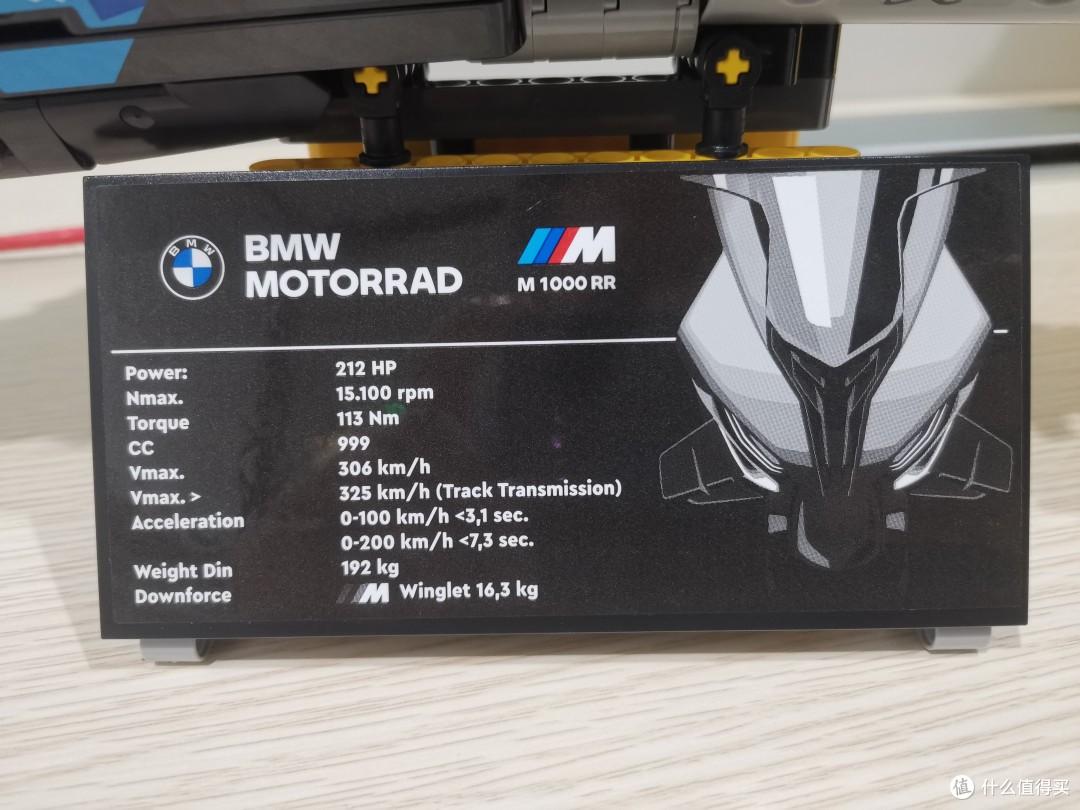 BMW
BMW
MOTORRAD
M
M 1000 RR
Power: 212 HP
Nmax. 15.100 rpm
Torque 113 Nm
CC 999
Vmax. 306 km/h
Vmax. > 325 km/h (Track Transmission)
Acceleration 0-100 km/h <3,1 sec.
0-200 km/h <7,3 sec.
Weight Din 192 kg
Downforce M Winglet 16,3 kg
值 什么值得买